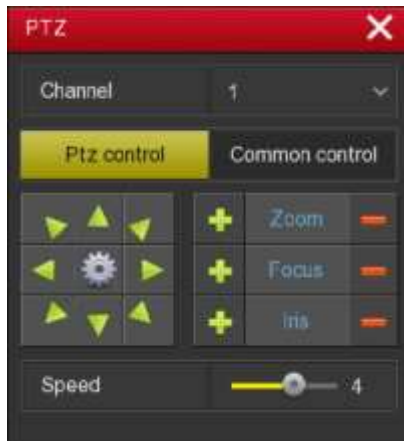 PTZ
Channel 1
Ptz control Common control
Zoom
Focus
Iris
Speed 4